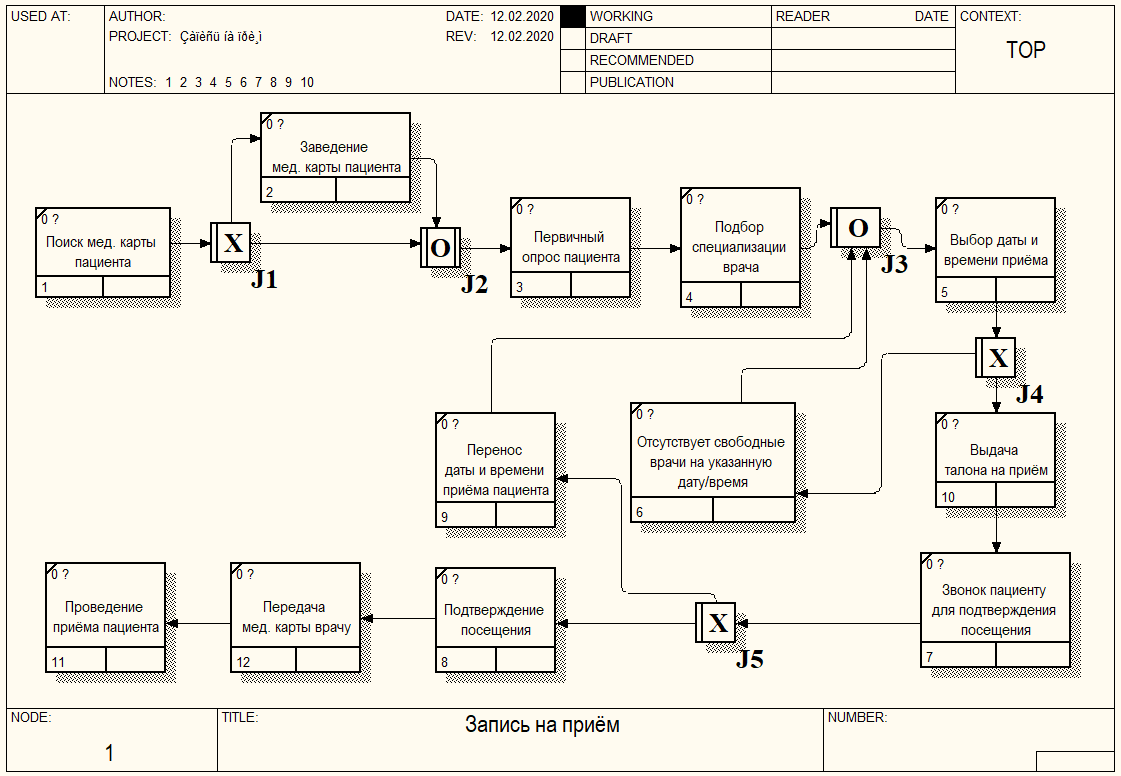 USED AT:
AUTHOR:
DATE: 12.02.2020
PROJECT: Çàïèñü íà ïðè¸ì
REV: 12.02.2020
NOTES: 1 2 3 4 5 6 7 8 9 10
WORKING
DRAFT
RECOMMENDED
PUBLICATION
READER DATE
CONTEXT:
TOP
0 ?
Поиск мед. карты
пациента
1
X
J1
0 ?
Заведение
мед. карты пациента
2
O
J2
0 ?
Первичный
опрос пациента
3
0 ?
Подбор
специализации
врача
4
O
J3
0 ?
Выбор даты и
времени приёма
5
X
J4
0 ?
Перенос
даты и времени
приёма пациента
9
0 ?
Отсутствует свободные
врачи на указанную
дату/время
6
0 ?
Выдача
талона на приём
10
0 ?
Проведение
приёма пациента
11
0 ?
Передача
мед. карты врачу
12
0 ?
Подтверждение
посещения
8
X
J5
0 ?
Звонок пациенту
для подтверждения
посещения
7
NODE:
1
TITLE:
Запись на приём
NUMBER: